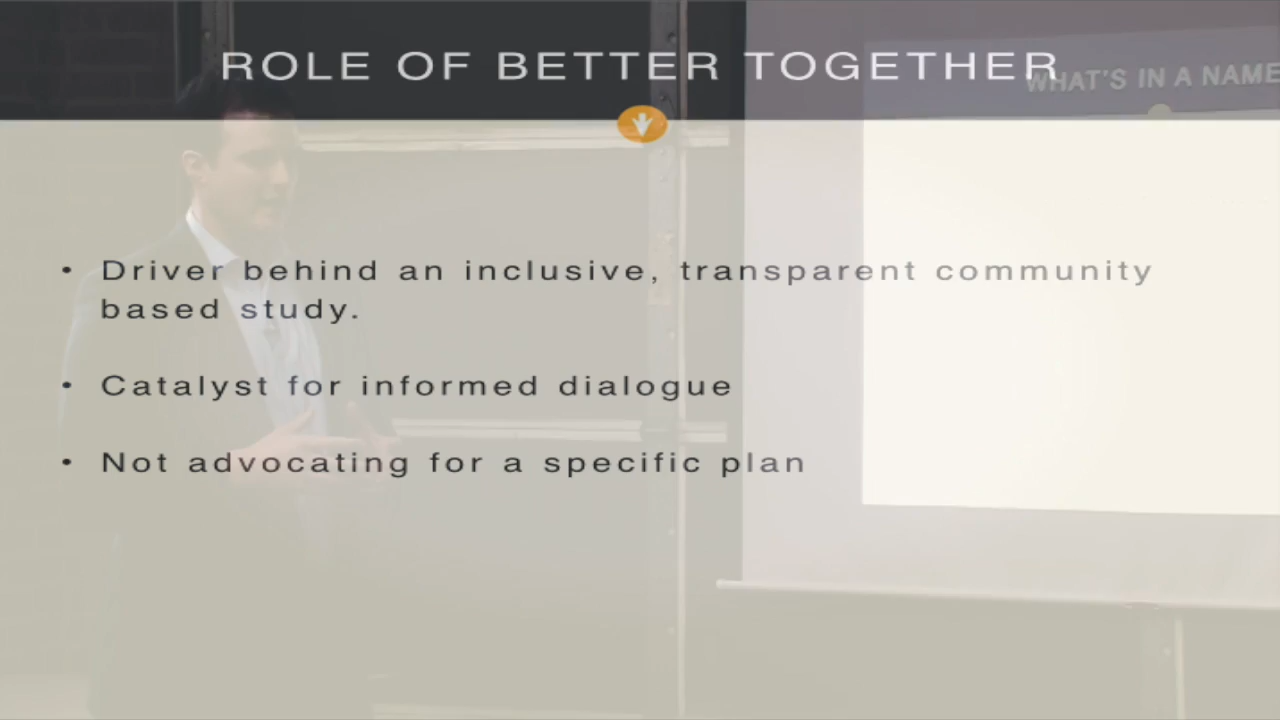 ROLE OF BETTER TOGETHER
WHAT'S IN A NAME
• Driver behind an inclusive, transparent community
based study.
• Catalyst for informed dialogue
• Not advocating for a specific plan